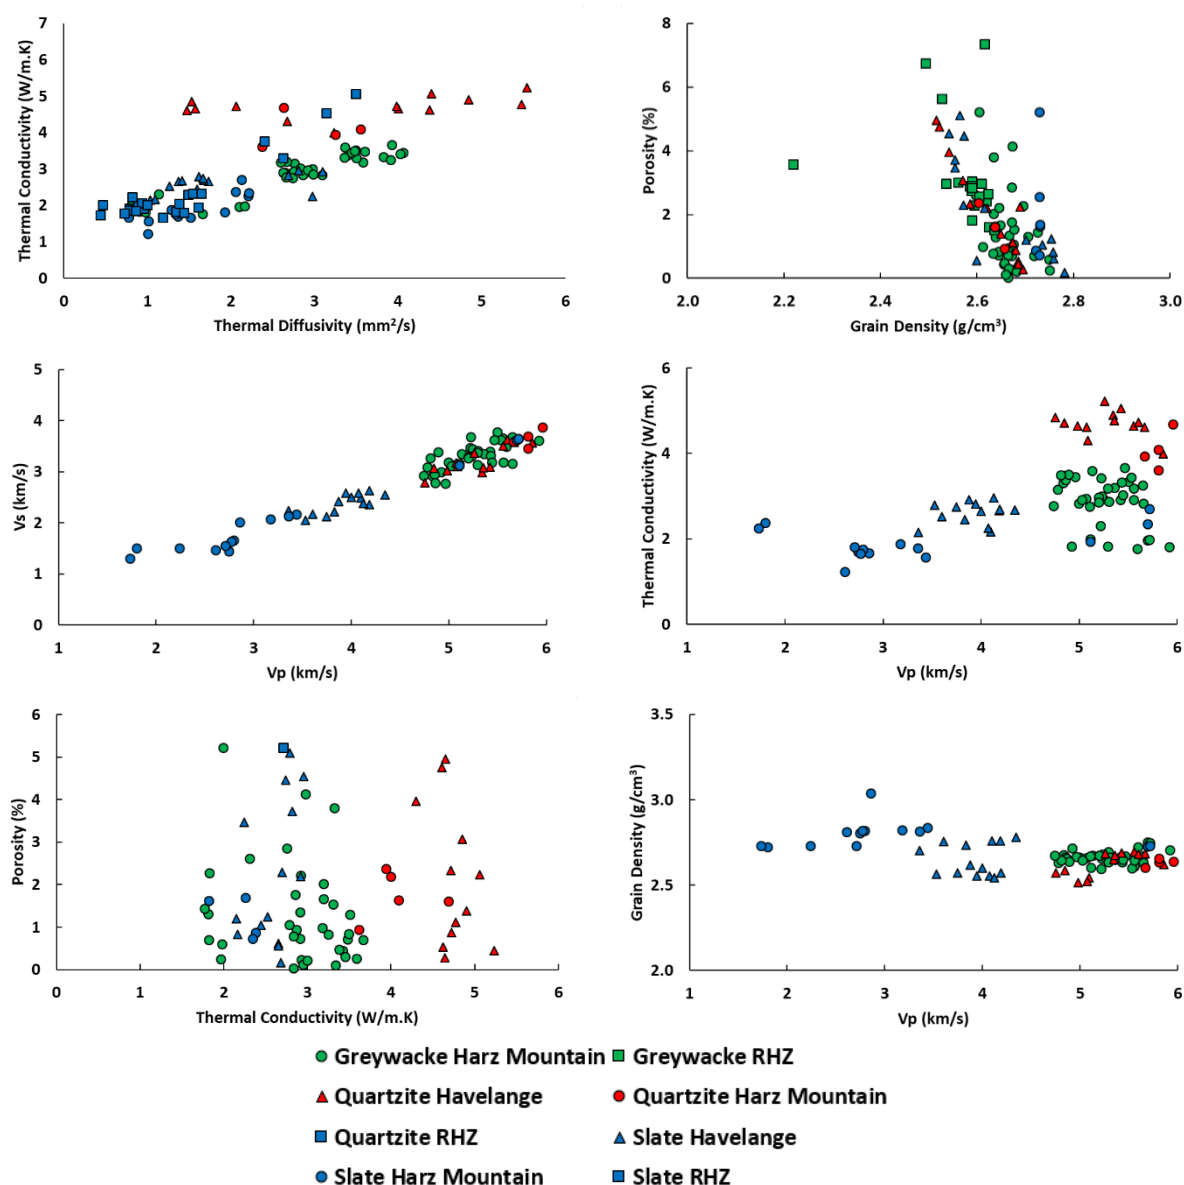 7
6
5
4
3
2
1
0
Thermal Conductivity (W/m.K)
0 1 2 3 4 5 6
Thermal Diffusivity (mm²/s)
8
6
4
2
0
Porosity (%)
2.0 2.2 2.4 2.6 2.8 3.0
Grain Density (g/cm³)
5
4
3
2
1
0
Vs (km/s)
1 2 3 4 5 6
Vp (km/s)
6
4
2
0
Thermal Conductivity (W/m.K)
1 2 3 4 5 6
Vp (km/s)
6
5
4
3
2
1
0
Porosity (%)
0 1 2 3 4 5 6
Thermal Conductivity (W/m.K)
3.5
3.0
2.5
2.0
Grain Density (g/cm³)
1 2 3 4 5 6
Vp (km/s)
Greywacke Harz Mountain Greywacke RHZ
Quartzite Havelange Quartzite Harz Mountain
Quartzite RHZ Slate Havelange
Slate Harz Mountain Slate RHZ